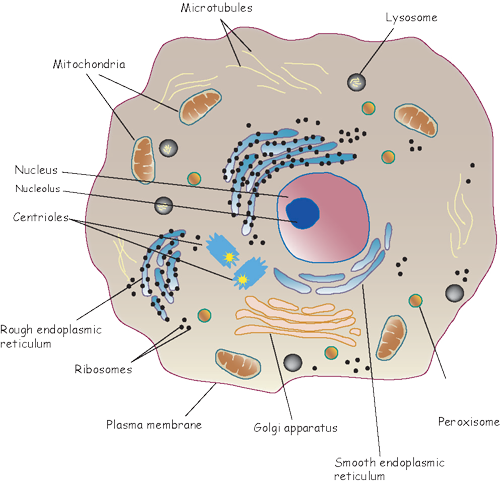 Microtubules
Lysosome
Mitochondria
Nucleus
Nucleolus
Centrioles
Rough endoplasmic
reticulum
Ribosomes
Plasma membrane
Golgi apparatus
Peroxisome
Smooth endoplasmic
reticulum